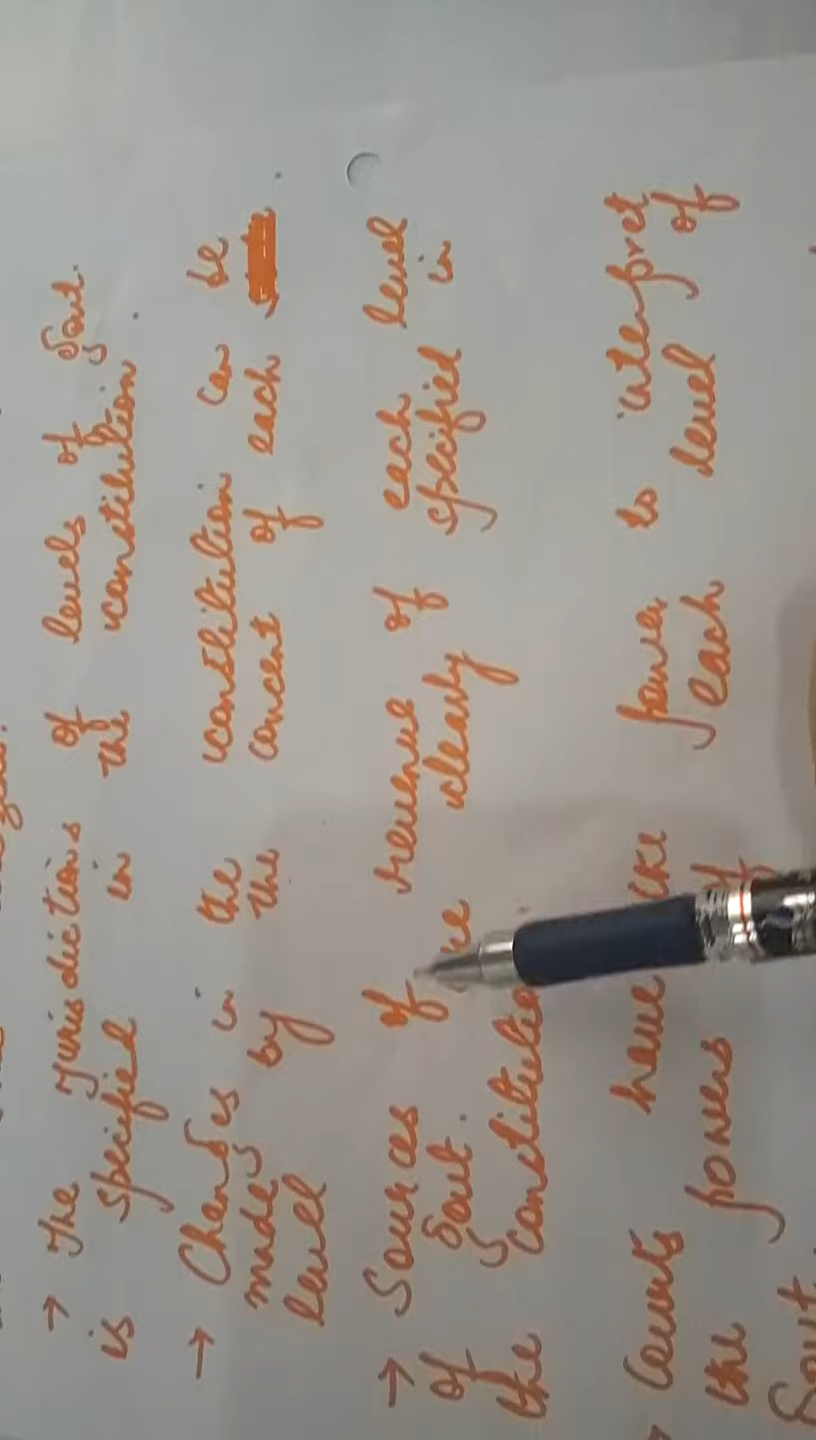 → The jurisdictions of levels of Govt.
is specified in the constitution.
→ Changes in the constitution can be
made by the concent of each
level
→ Sources of revenue of each level
of Govt. clearly specified in
the constitution
→ Courts have the power to interpret
the powers of each level of
Govt.